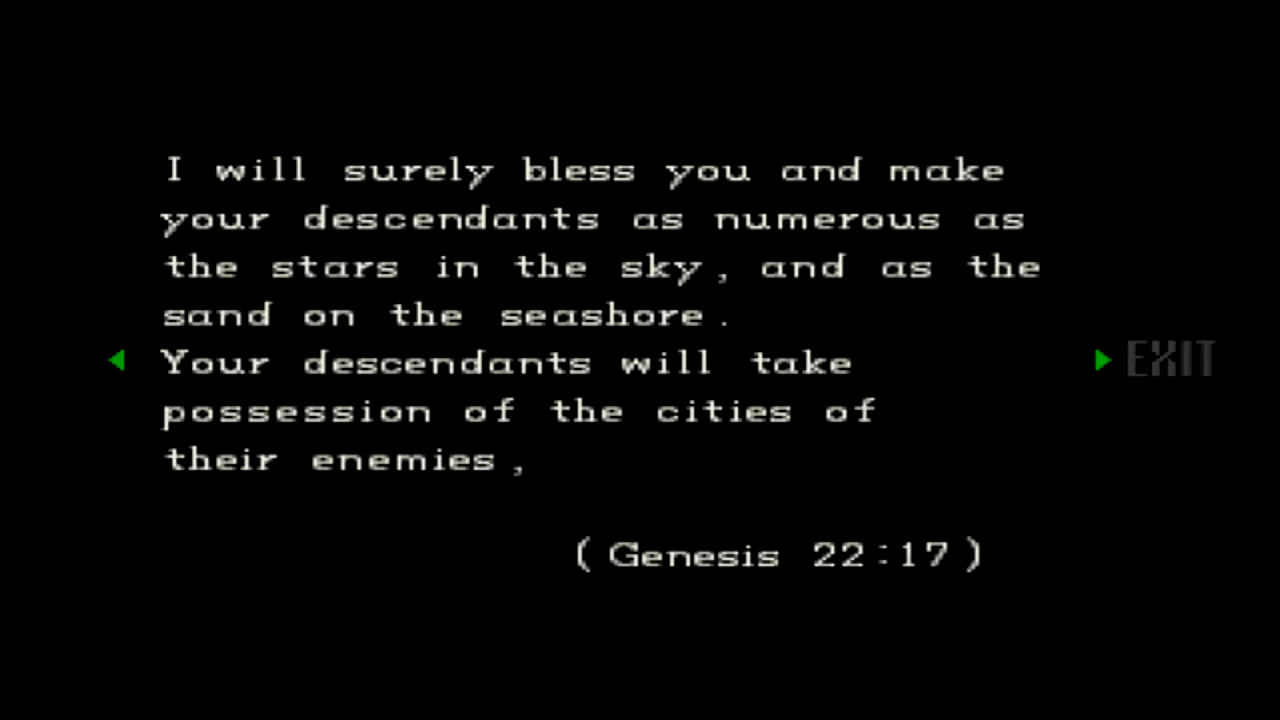 I will surely bless you and make
your descendants as numerous as
the stars in the sky, and as the
sand on the seashore.
Your descendants will take
possession of the cities of
their enemies,
EXIT
(Genesis 22:17)